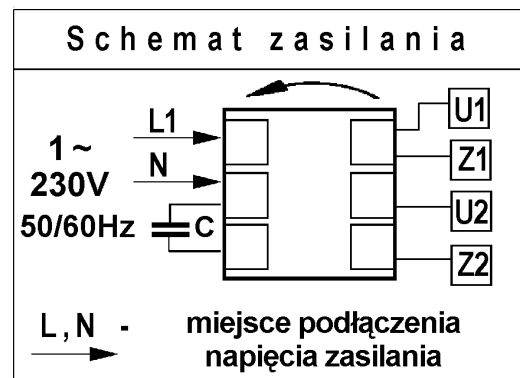 Schemat zasilania
L1
U1
1~
230V
50/60Hz
N
Z1
C
U2
Z2
L,N - miejsce podłączenia
napięcia zasilania